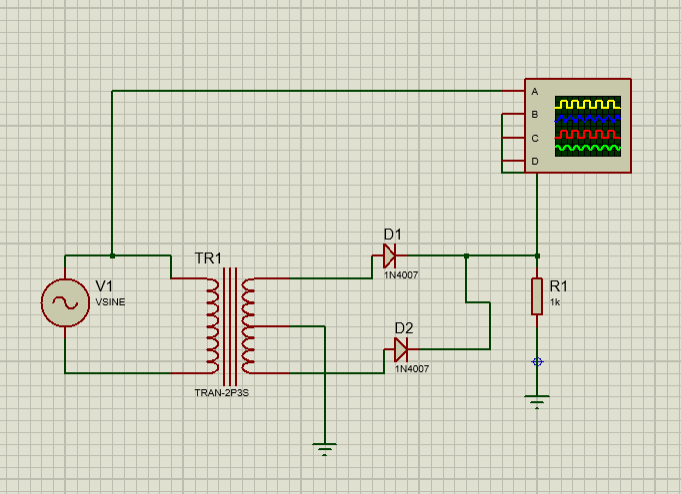 A
B
C
D
D1
1N4007
TR1
V1
VSINE
R1
1k
D2
1N4007
TRAN-2P3S